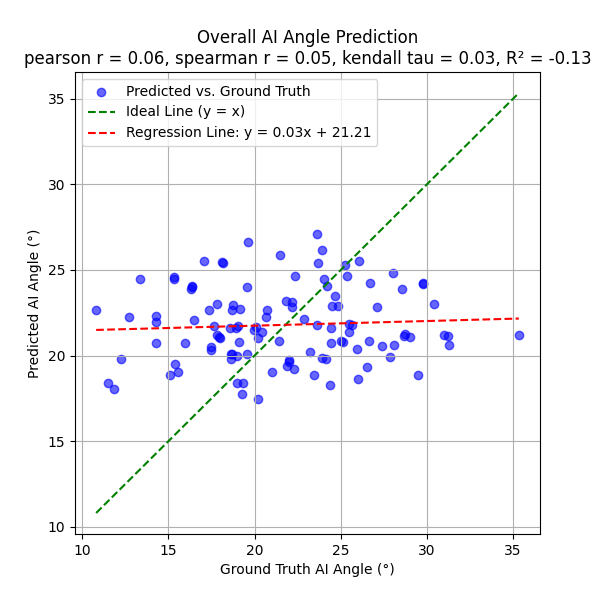 Overall AI Angle Prediction
pearson r = 0.06, spearman r = 0.05, kendall tau = 0.03, R² = -0.13
Predicted vs. Ground Truth
Ideal Line (y = x)
Regression Line: y = 0.03x + 21.21
Predicted AI Angle (°)
35
30
25
20
15
10
10 15 20 25 30 35
Ground Truth AI Angle (°)